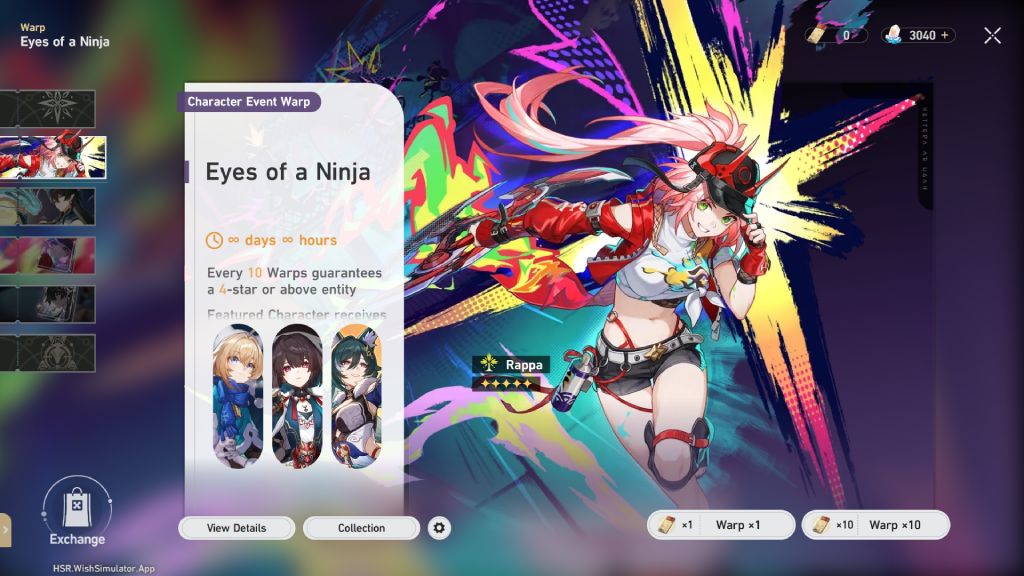 Warp
Eyes of a Ninja
0
3040 +
Character Event Warp
Eyes of a Ninja
∞ days ∞ hours
Every 10 Warps guarantees
a 4-star or above entity
Featured Character receives
Rappa
View Details
Collection
×1 Warp ×1
×10 Warp ×10
Exchange
HSR.WishSimulator.App